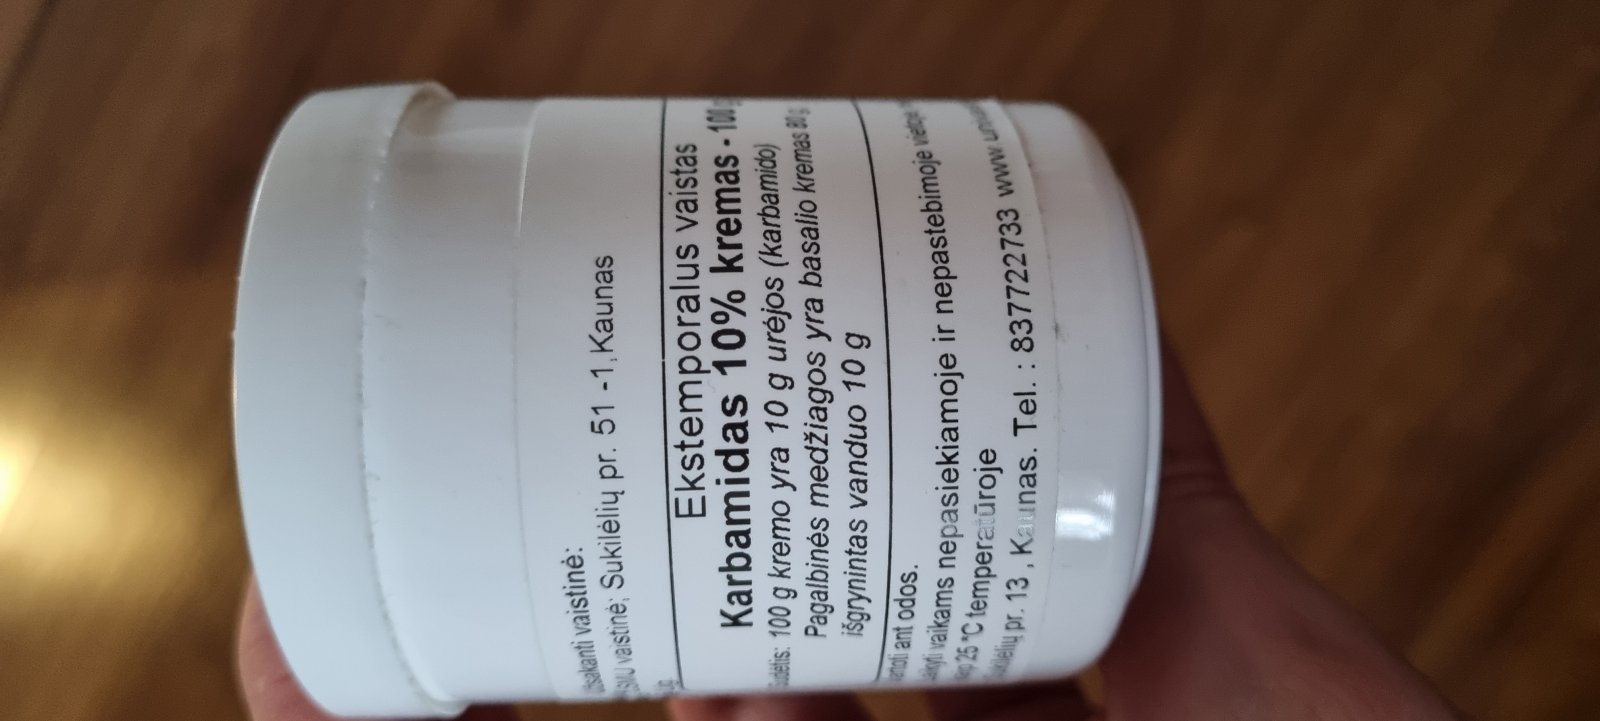 vaistinė:
vaistinė; Sukilėlių pr. 51 -1, Kaunas
Ekstemporalus vaistas
Karbamidas 10% kremas - 100 g
100 g kremo yra 10 g urėjos (karbamido)
Pagalbinės medžiagos yra basalio kremas 80 g
išgrynintas vanduo 10 g
ant odos.
vaikams nepasiekiamoje ir nepastebimoje
25 °C temperatūroje
pr. 13 , Kaunas. Tel. : 837722733 www